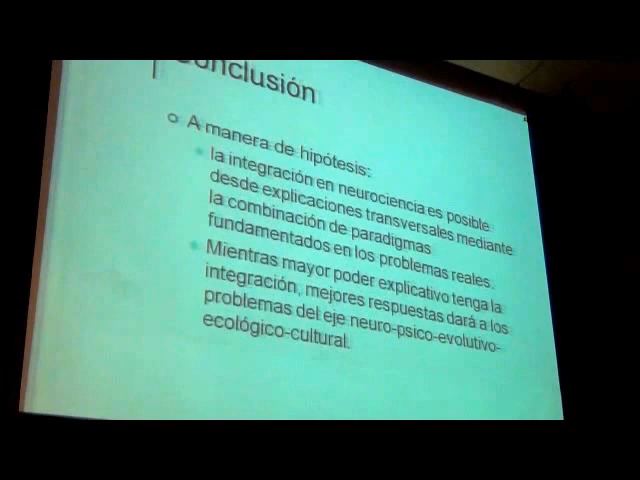 Conclusión
A manera de hipótesis:
la integración en neurociencia es posible
desde explicaciones transversales mediante
la combinación de paradigmas
fundamentados en los problemas reales.
Mientras mayor poder explicativo tenga la
integración, mejores respuestas dará a los
problemas del eje neuro-psico-evolutivo-
ecológico-cultural.